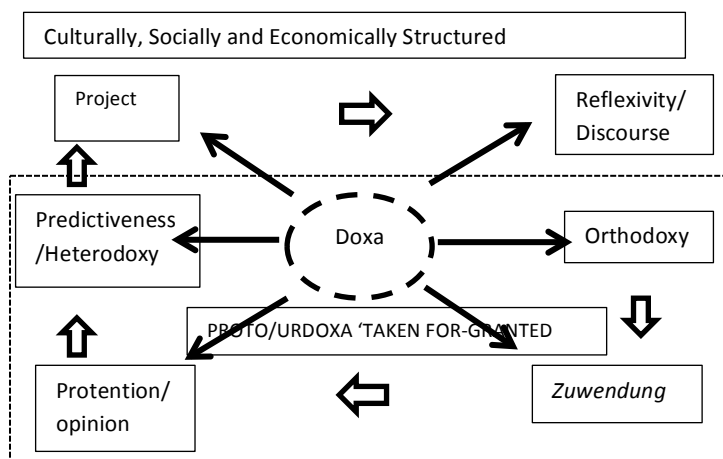 Culturally, Socially and Economically Structured
Project
Reflexivity/
Discourse
Predictiveness
/Heterodoxy
Doxa
Orthodoxy
PROTO/URDOXA ‘TAKEN FOR-GRANTED
Protention/
opinion
Zuwendung